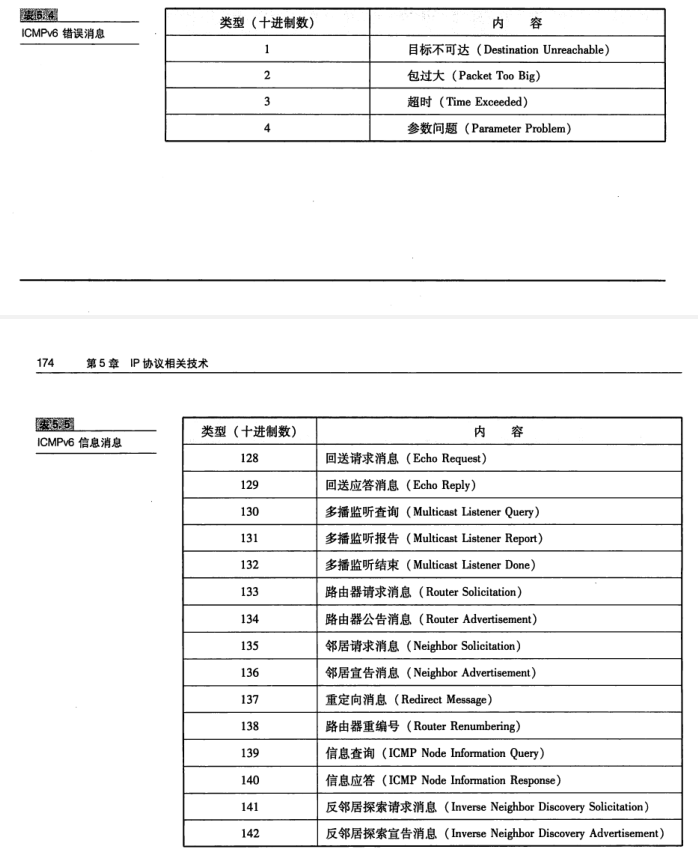 表5.4
ICMPv6 错误消息
类型（十进制数） 内 容
1 目标不可达（Destination Unreachable）
2 包过大（Packet Too Big）
3 超时（Time Exceeded）
4 参数问题（Parameter Problem）
174 第 5 章 IP 协议相关技术
表5.5
ICMPv6 信息消息
类型（十进制数） 内 容
128 回送请求消息（Echo Request）
129 回送应答消息（Echo Reply）
130 多播监听查询（Multicast Listener Query）
131 多播监听报告（Multicast Listener Report）
132 多播监听结束（Multicast Listener Done）
133 路由器请求消息（Router Solicitation）
134 路由器公告消息（Router Advertisement）
135 邻居请求消息（Neighbor Solicitation）
136 邻居宣告消息（Neighbor Advertisement）
137 重定向消息（Redirect Message）
138 路由器重编号（Router Renumbering）
139 信息查询（ICMP Node Information Query）
140 信息应答（ICMP Node Information Response）
141 反邻居探索请求消息（Inverse Neighbor Discovery Solicitation）
142 反邻居探索宣告消息（Inverse Neighbor Discovery Advertisement）